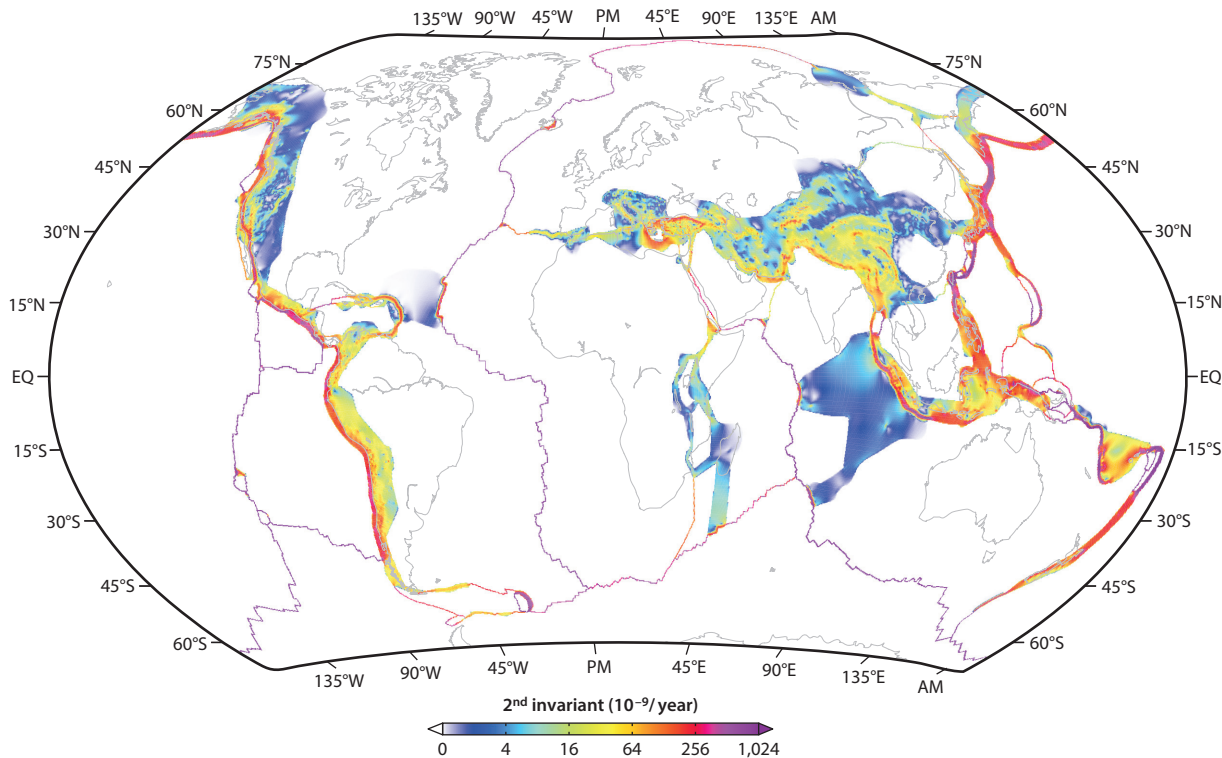 135°W 90°W 45°W PM 45°E 90°E 135°E AM
75°N 75°N
60°N 60°N
45°N 45°N
30°N 30°N
15°N 15°N
EQ EQ
15°S 15°S
30°S 30°S
45°S 45°S
60°S 60°S
135°W 90°W 45°W PM 45°E 90°E 135°E AM
2nd invariant (10⁻⁹/year)
0 4 16 64 256 1,024